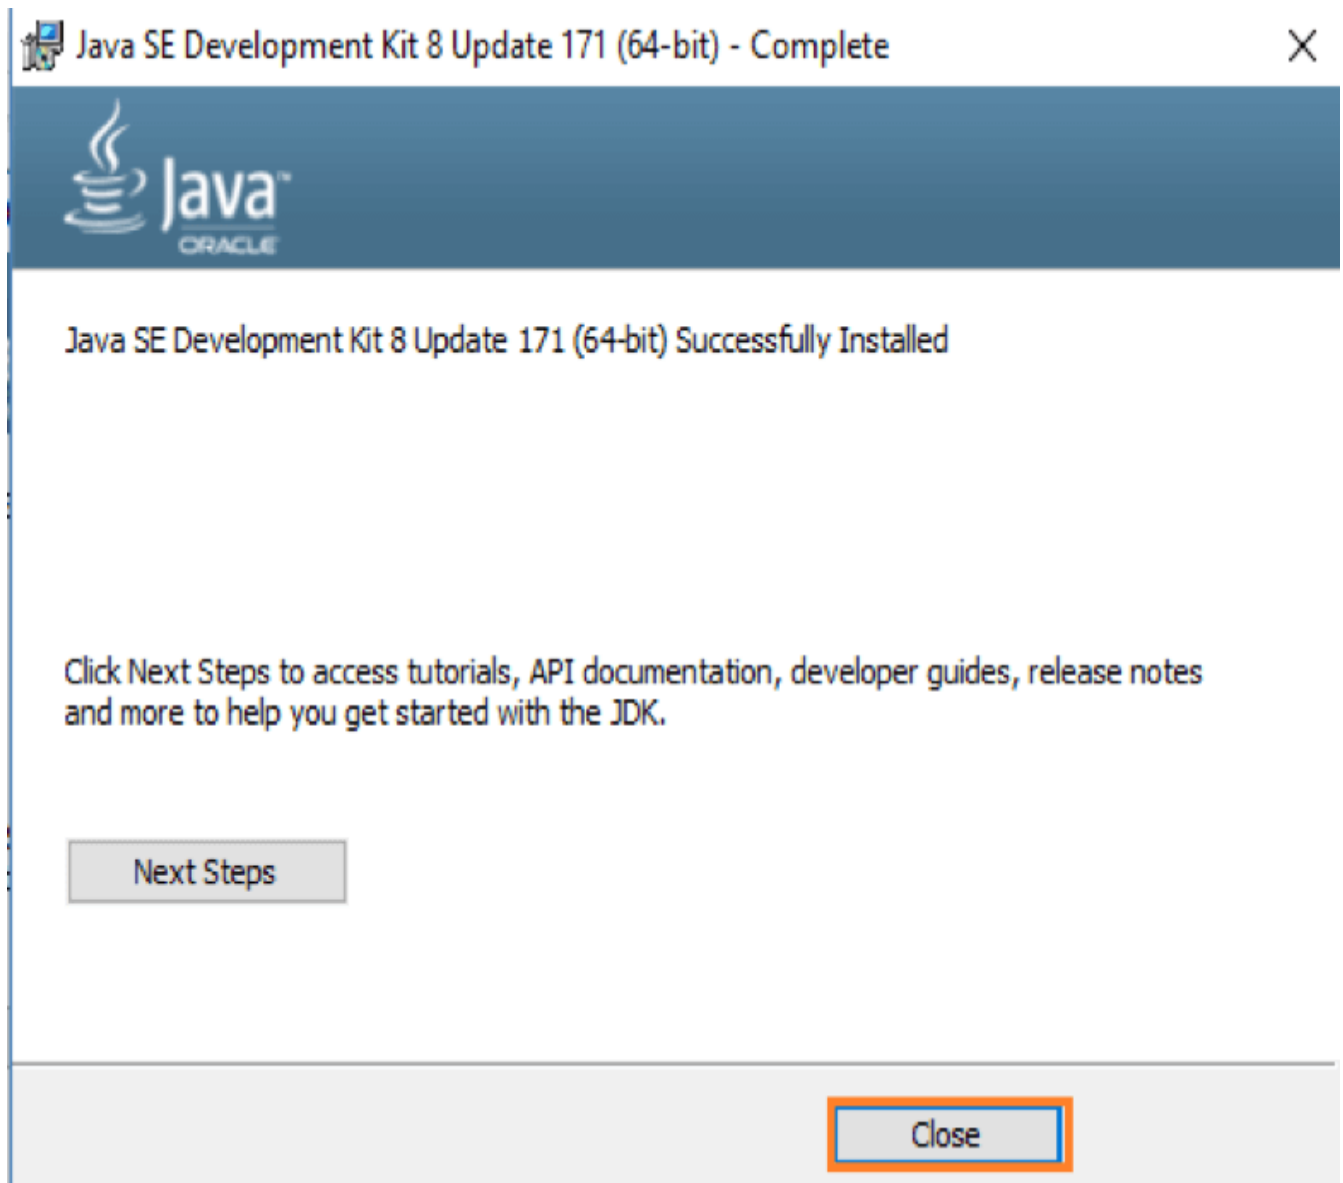 Java SE Development Kit 8 Update 171 (64-bit) - Complete
Java™
ORACLE
Java SE Development Kit 8 Update 171 (64-bit) Successfully Installed
Click Next Steps to access tutorials, API documentation, developer guides, release notes
and more to help you get started with the JDK.
Next Steps
Close